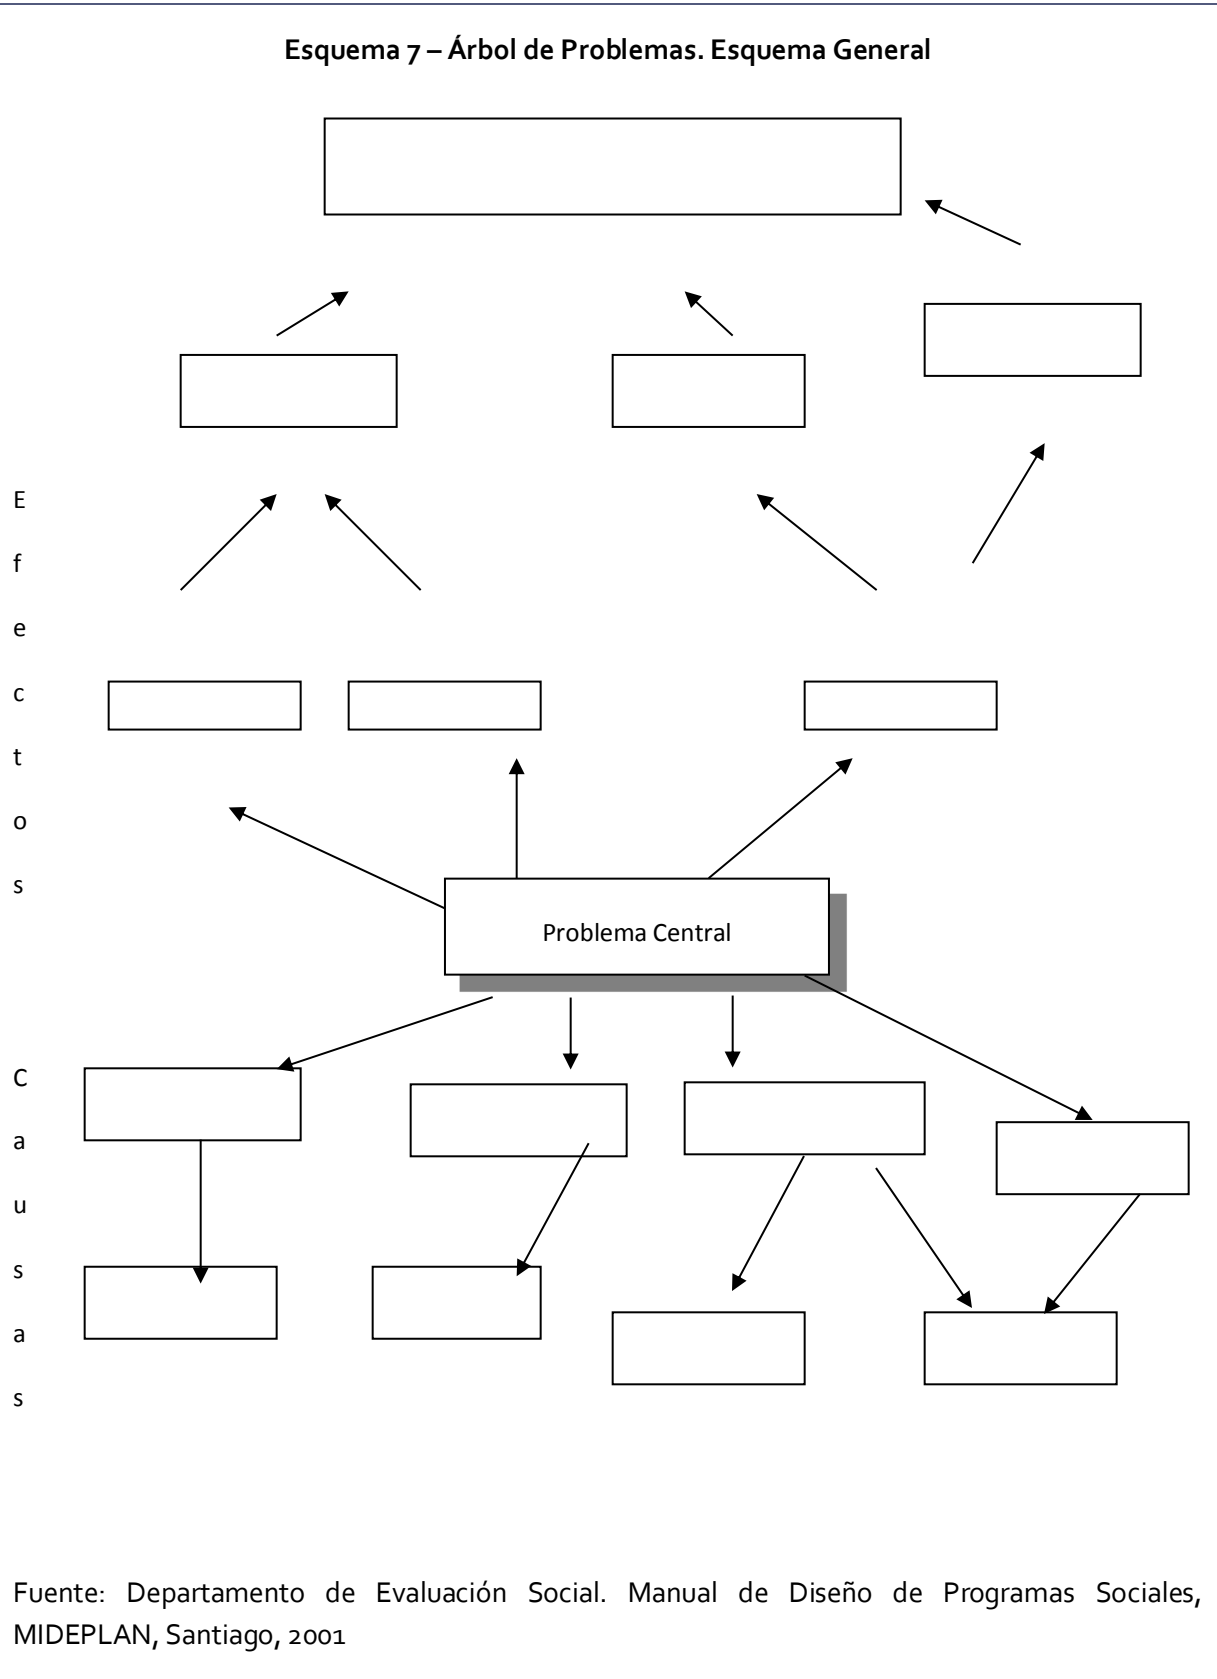 Esquema 7 – Árbol de Problemas. Esquema General
E
f
e
c
t
o
s
Problema Central
C
a
u
s
a
s
Fuente: Departamento de Evaluación Social. Manual de Diseño de Programas Sociales,
MIDEPLAN, Santiago, 2001